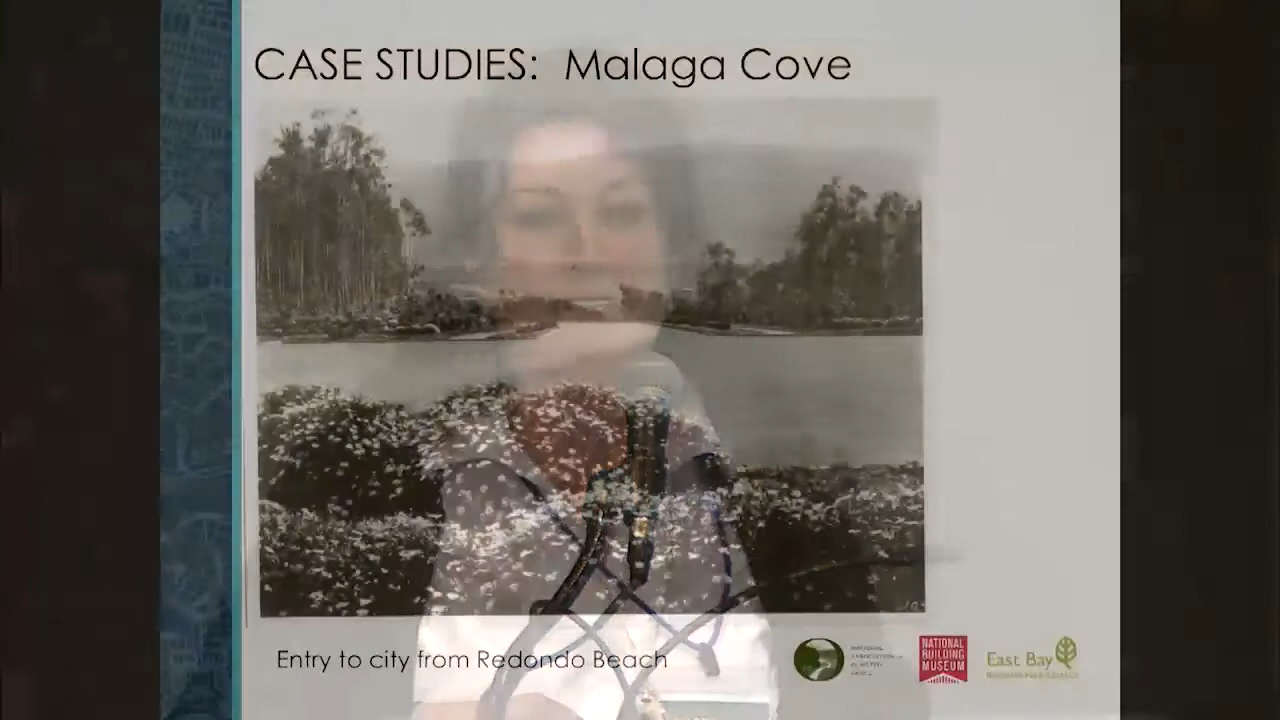 CASE STUDIES: Malaga Cove
Entry to city from Redondo Beach
NATIONAL
BUILDING
MUSEUM
East Bay